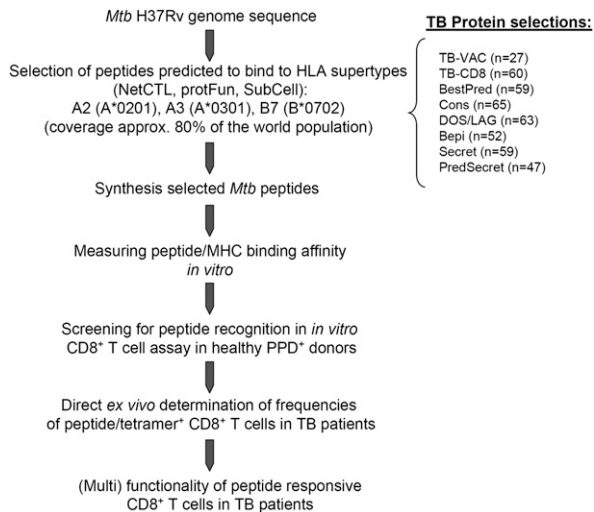 Mtb H37Rv genome sequence
Selection of peptides predicted to bind to HLA supertypes
(NetCTL, protFun, SubCell):
A2 (A*0201), A3 (A*0301), B7 (B*0702)
(coverage approx. 80% of the world population)
Synthesis selected Mtb peptides
Measuring peptide/MHC binding affinity
in vitro
Screening for peptide recognition in in vitro
CD8⁺ T cell assay in healthy PPD⁺ donors
Direct ex vivo determination of frequencies
of peptide/tetramer⁺ CD8⁺ T cells in TB patients
(Multi) functionality of peptide responsive
CD8⁺ T cells in TB patients
TB Protein selections:
TB-VAC (n=27)
TB-CD8 (n=60)
BestPred (n=59)
Cons (n=65)
DOS/LAG (n=63)
Bepi (n=52)
Secret (n=59)
PredSecret (n=47)